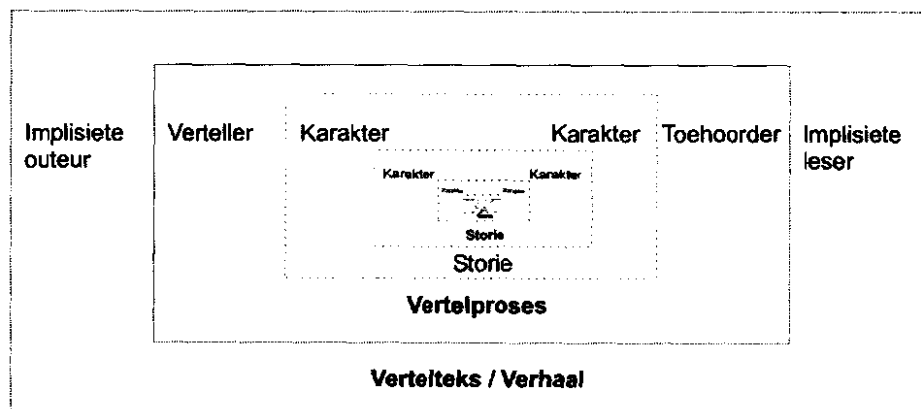 Implisiete outeur
Verteller
Karakter
Karakter
Toehoorder
Implisiete leser
Karakter
Karakter
Storie
Storie
Vertelproses
Vertelteks / Verhaal